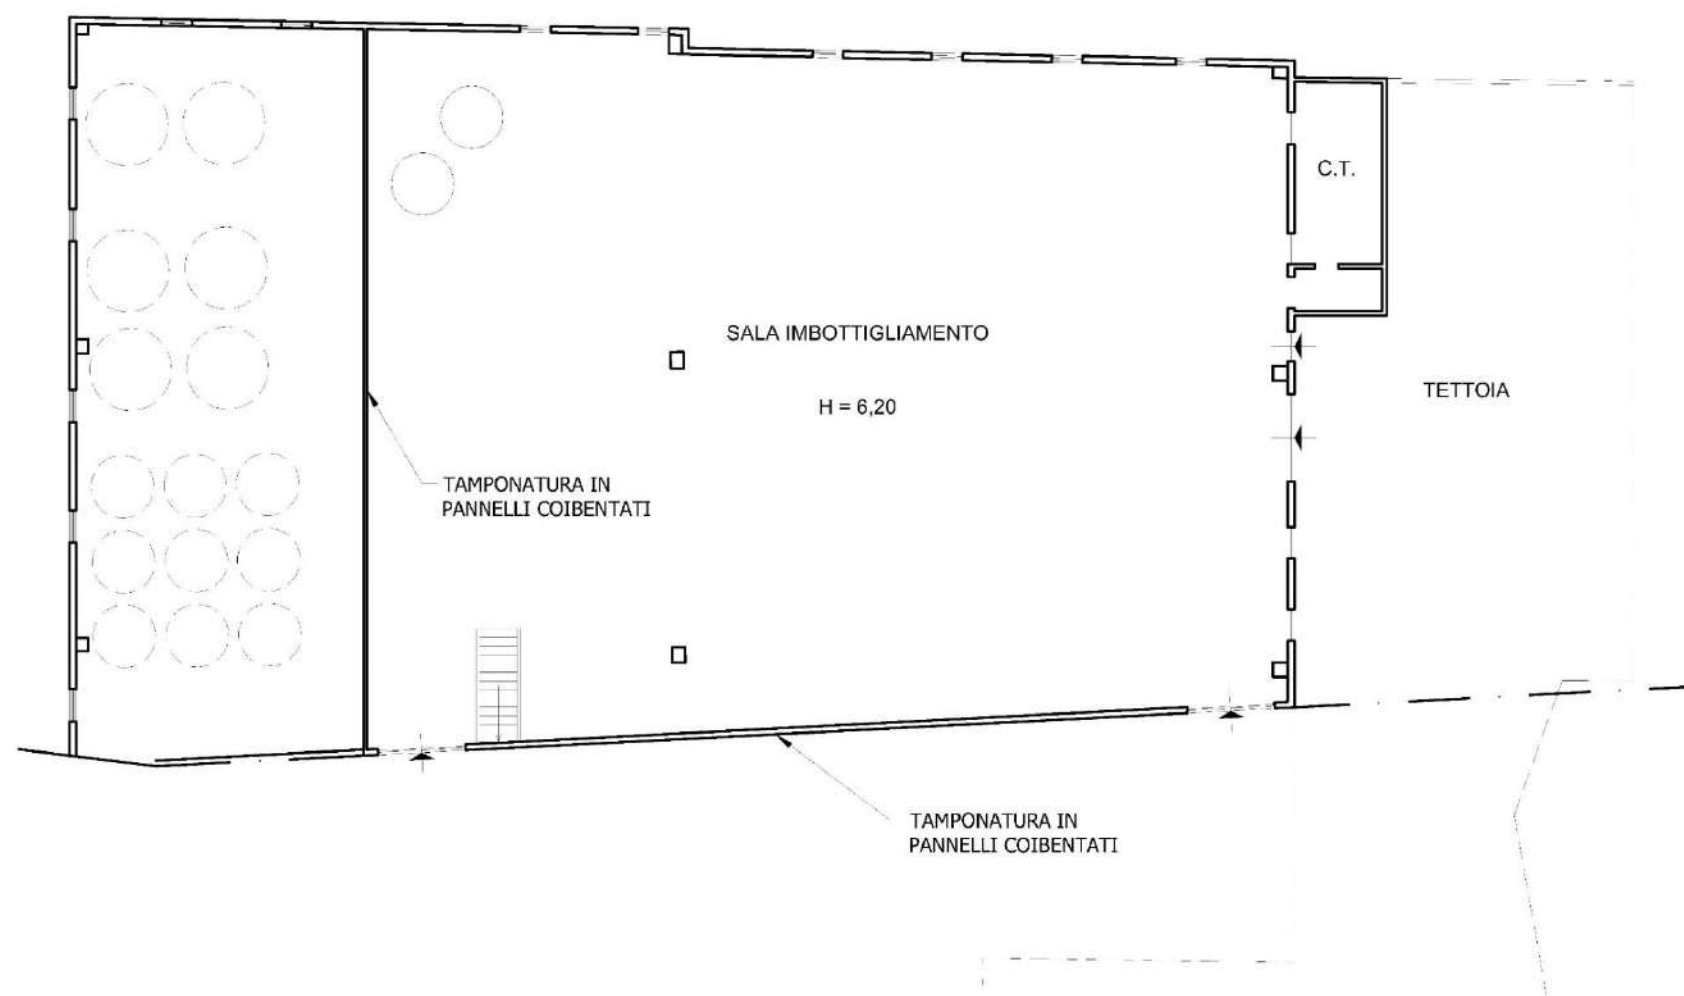 C.T.
SALA IMBOTTIGLIAMENTO
H = 6,20
TETTOIA
TAMPONATURA IN
PANNELLI COIBENTATI
TAMPONATURA IN
PANNELLI COIBENTATI